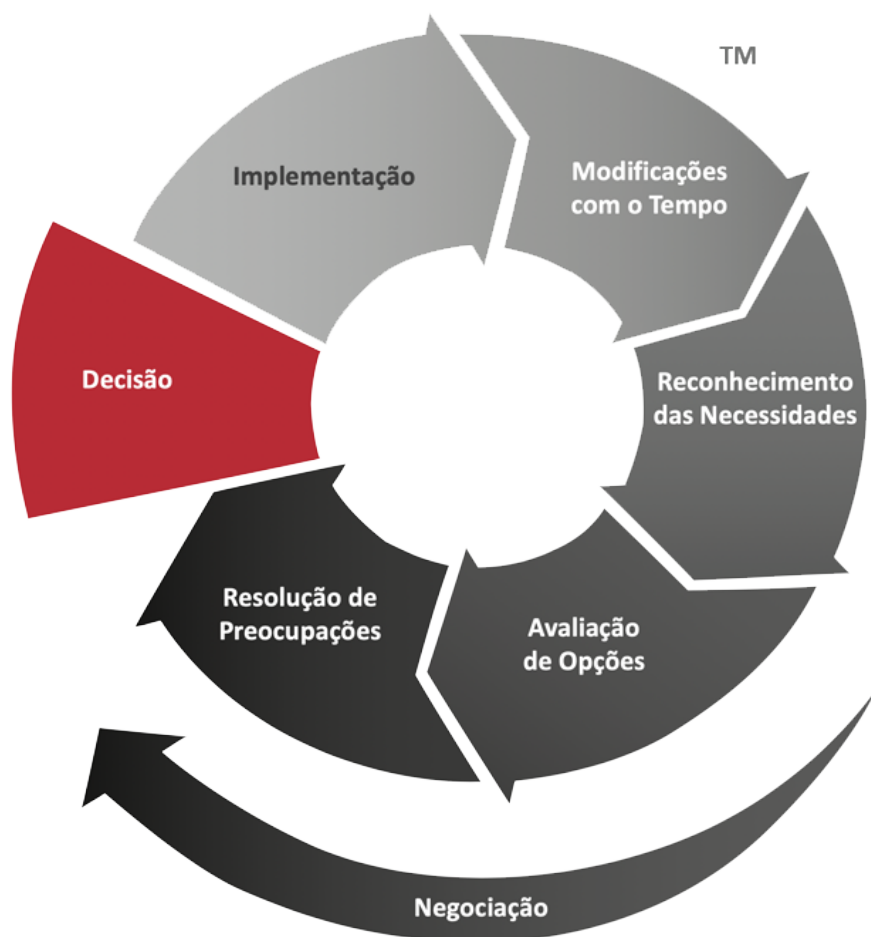 TM
Implementação
Modificações
com o Tempo
Decisão
Reconhecimento
das Necessidades
Resolução de
Preocupações
Avaliação
de Opções
Negociação